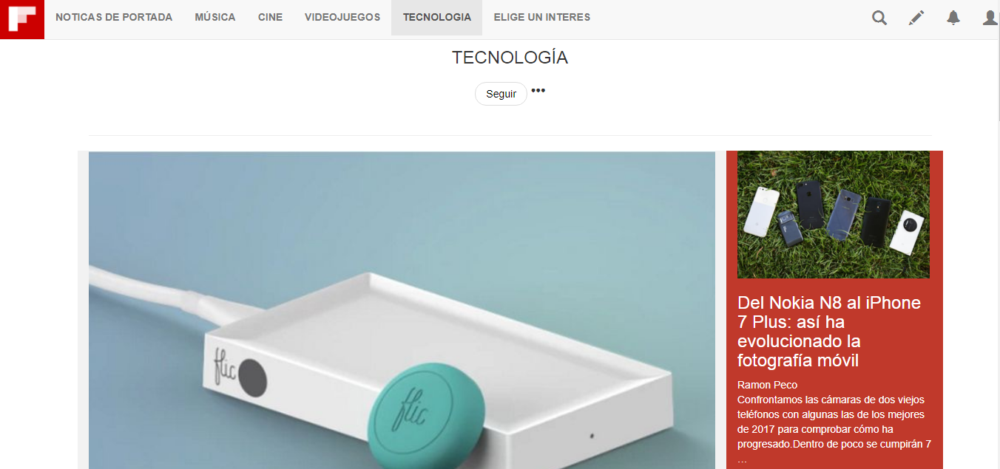 NOTICAS DE PORTADA MÚSICA CINE VIDEOJUEGOS TECNOLOGIA ELIGE UN INTERES
TECNOLOGÍA
Seguir •••
flic
flic
Del Nokia N8 al iPhone
7 Plus: así ha
evolucionado la
fotografía móvil
Ramon Peco
Confrontamos las cámaras de dos viejos
teléfonos con algunas las de los mejores
de 2017 para comprobar cómo ha
progresado.Dentro de poco se cumplirán 7
...